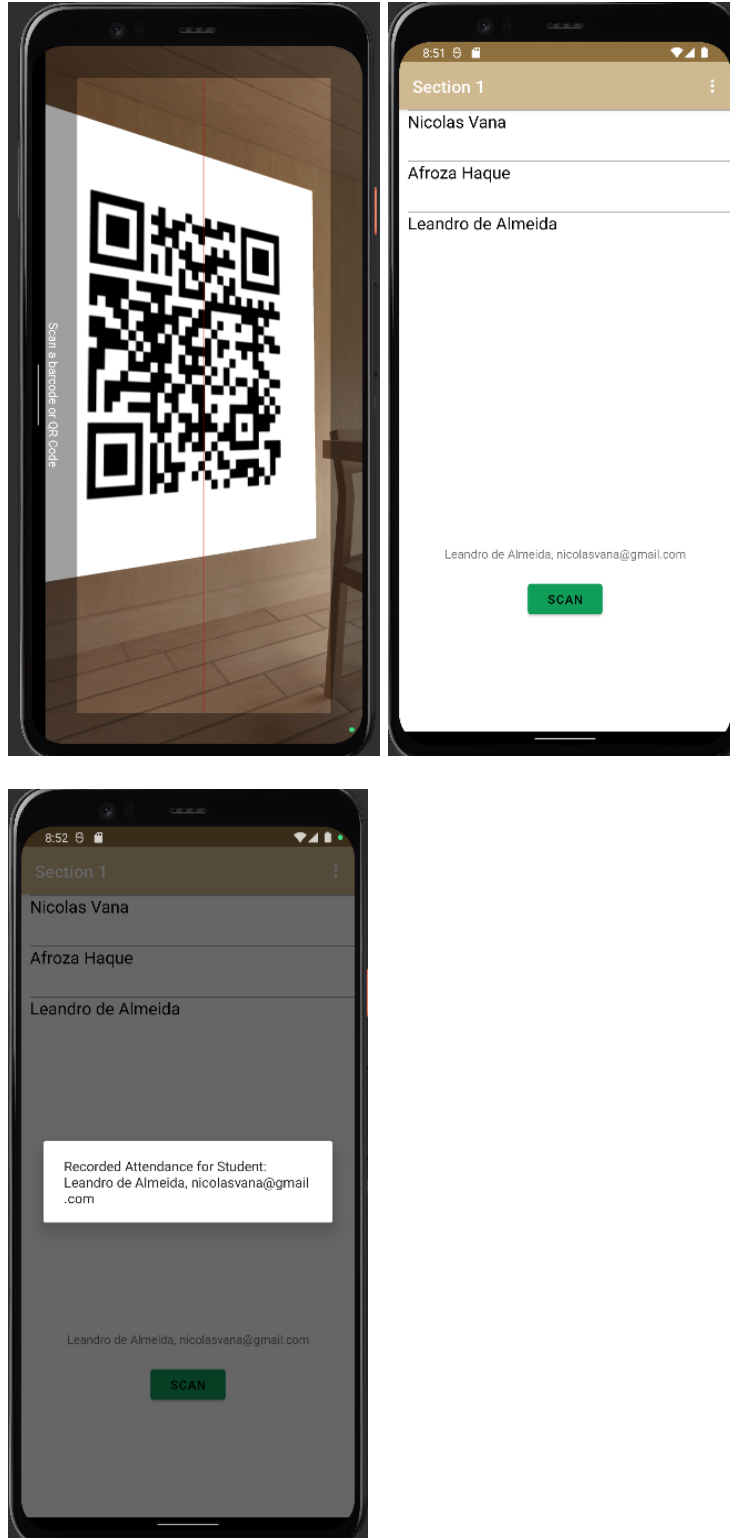 Scan a barcode or QR Code
8:51
Section 1
Nicolas Vana
Afroza Haque
Leandro de Almeida
Leandro de Almeida, nicolasvana@gmail.com
SCAN
8:52
Section 1
Nicolas Vana
Afroza Haque
Leandro de Almeida
Recorded Attendance for Student:
Leandro de Almeida, nicolasvana@gmail
.com
Leandro de Almeida, nicolasvana@gmail.com
SCAN